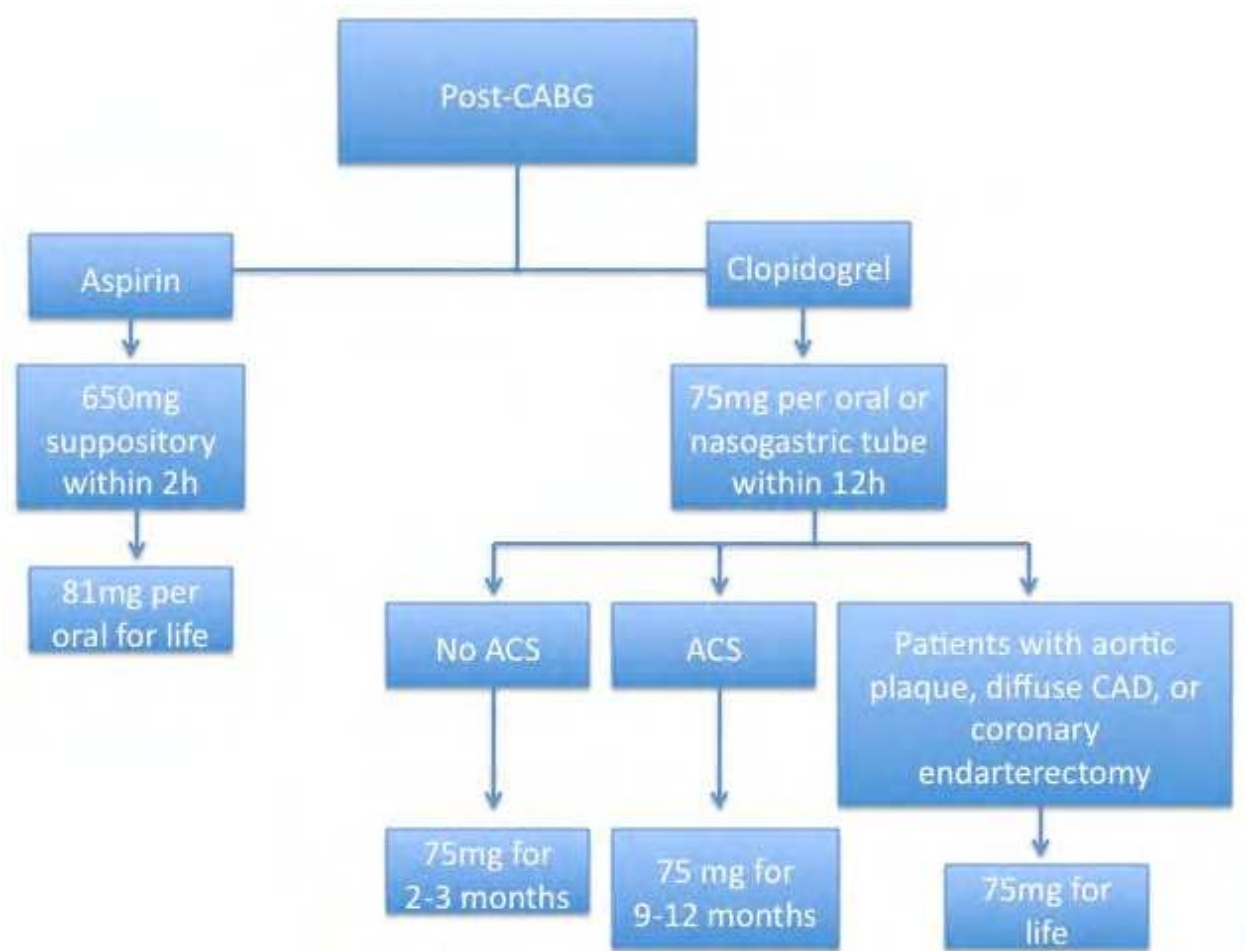 Post-CABG
Aspirin
Clopidogrel
650mg
suppository
within 2h
75mg per oral or
nasogastric tube
within 12h
81mg per
oral for life
No ACS
ACS
Patients with aortic
plaque, diffuse CAD, or
coronary
endarterectomy
75mg for
2-3 months
75 mg for
9-12 months
75mg for
life